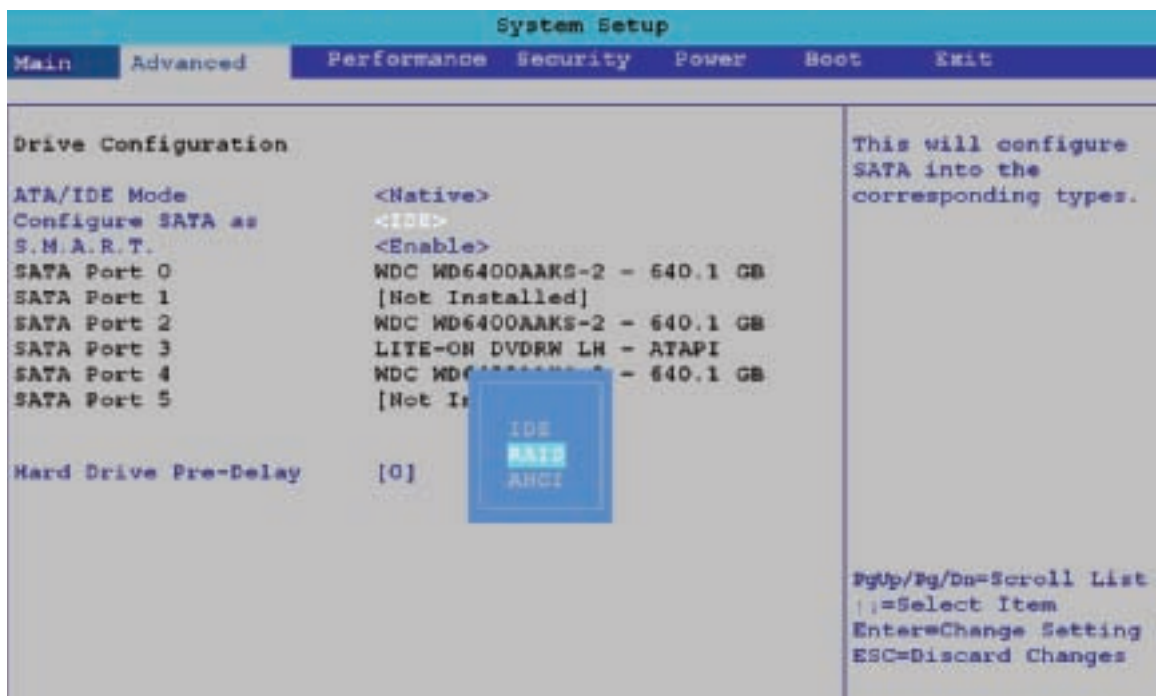 System Setup
Main Advanced Performance Security Power Boot Exit
Drive Configuration
ATA/IDE Mode <Native>
Configure SATA as <IDE>
S.M.A.R.T. <Enable>
SATA Port 0 WDC WD6400AAKS-2 - 640.1 GB
SATA Port 1 [Not Installed]
SATA Port 2 WDC WD6400AAKS-2 - 640.1 GB
SATA Port 3 LITE-ON DVDRW LH - ATAPI
SATA Port 4 WDC - 640.1 GB
SATA Port 5 [Not
Hard Drive Pre-Delay [0]
IDE
RAID
AHCI
This will configure
SATA into the
corresponding types.
PgUp/Pg/Dn=Scroll List
↑↓=Select Item
Enter=Change Setting
ESC=Discard Changes